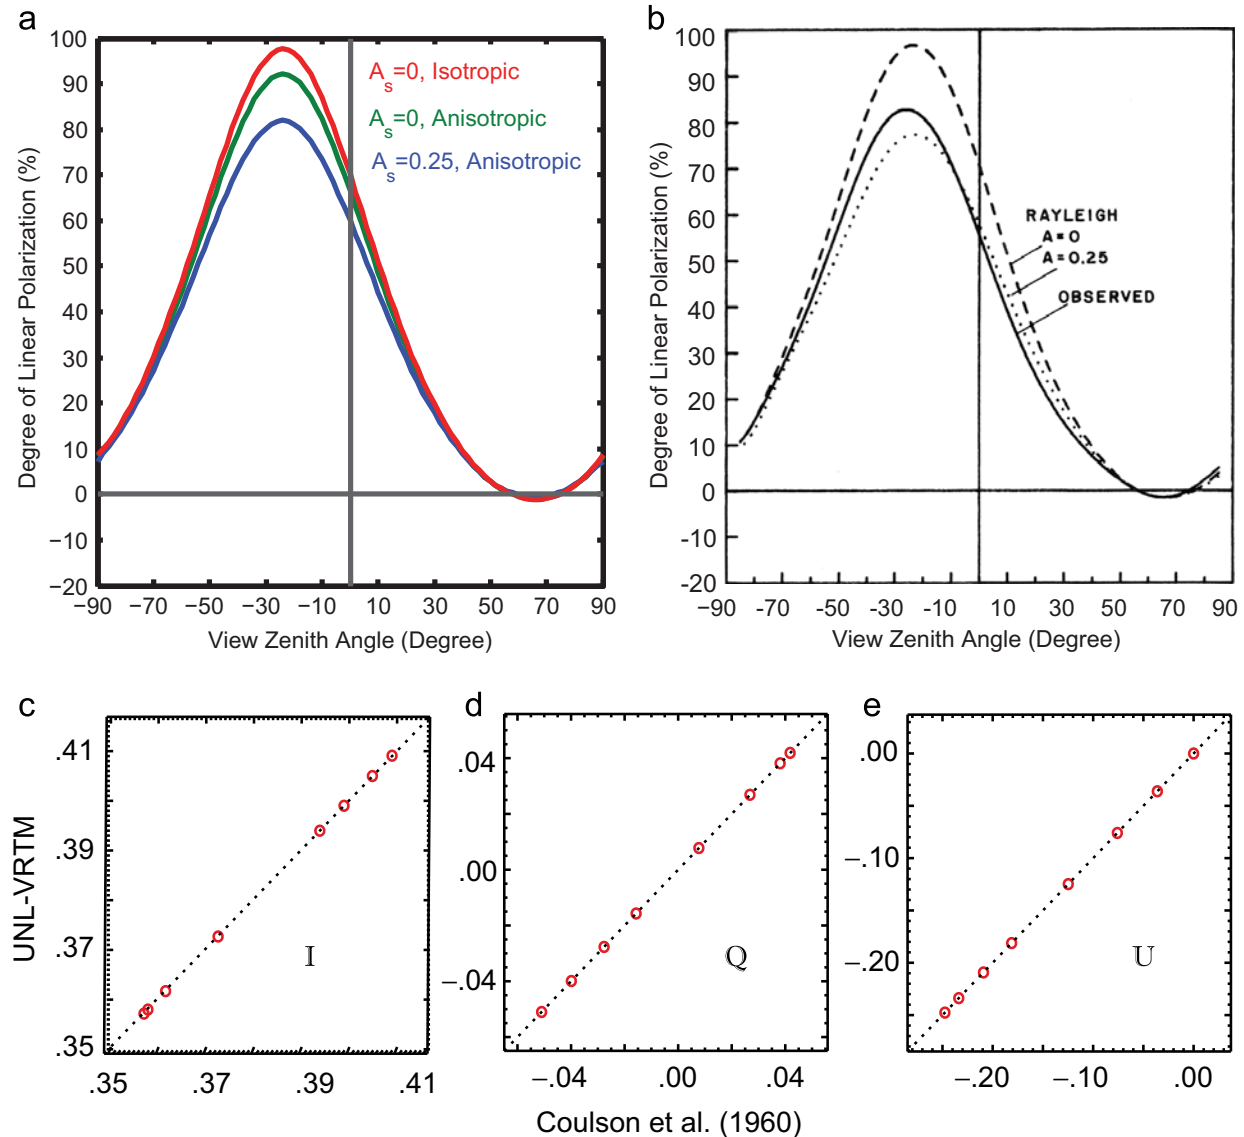 a
100
90
80
70
60
50
40
30
20
10
0
−10
−20
−90 −70 −50 −30 −10 10 30 50 70 90
Degree of Linear Polarization (%)
View Zenith Angle (Degree)
As=0, Isotropic
As=0, Anisotropic
As=0.25, Anisotropic
b
100
90
80
70
60
50
40
30
20
10
0
-10
-20
−90 -70 -50 -30 -10 10 30 50 70 90
Degree of Linear Polarization (%)
View Zenith Angle (Degree)
RAYLEIGH
A=0
A=0.25
OBSERVED
c
.41
.39
.37
.35
.35 .37 .39 .41
I
UNL-VRTM
d
.04
.00
−.04
−.04 .00 .04
Q
e
.00
−.10
−.20
−.20 −.10 .00
U
Coulson et al. (1960)